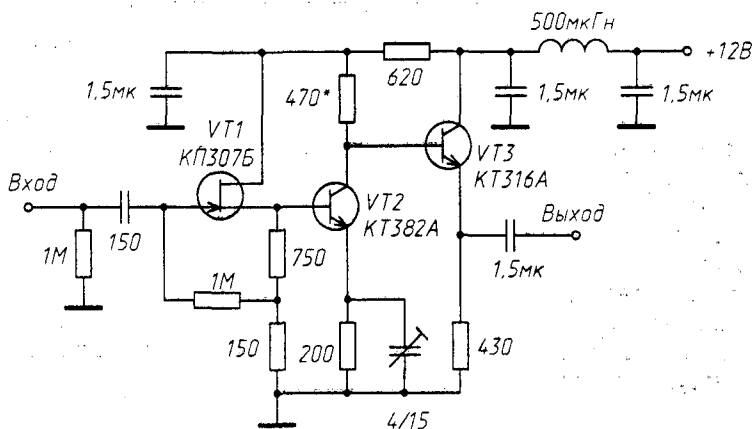 500мкГн
+12В
620
1,5мк
470*
1,5мк
1,5мк
VT1
КП307Б
VT3
КТ316А
Вход
VT2
КТ382А
Выход
150
1М
750
1,5мк
1М
150
200
430
4/15